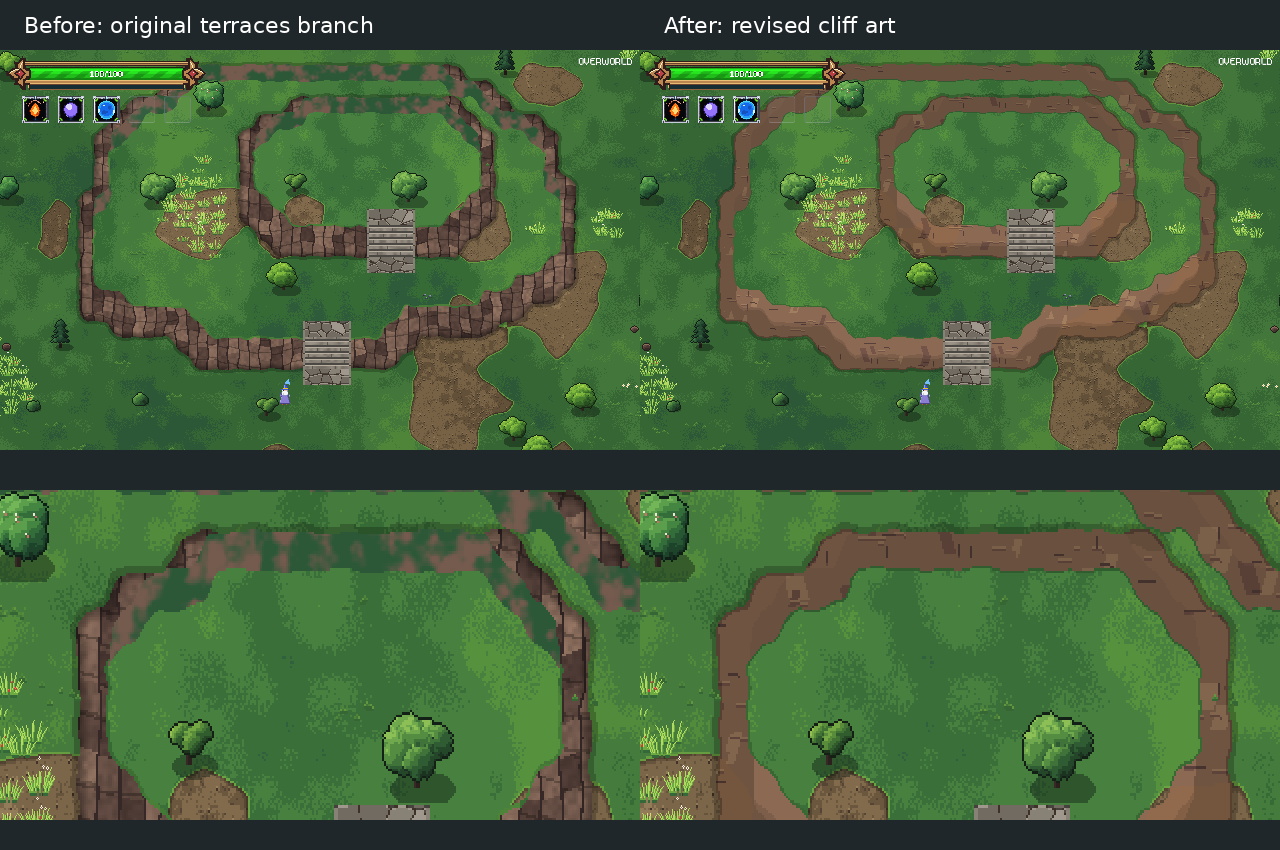 Before: original terraces branch
After: revised cliff art
100/100
OVERWORLD
100/100
OVERWORLD